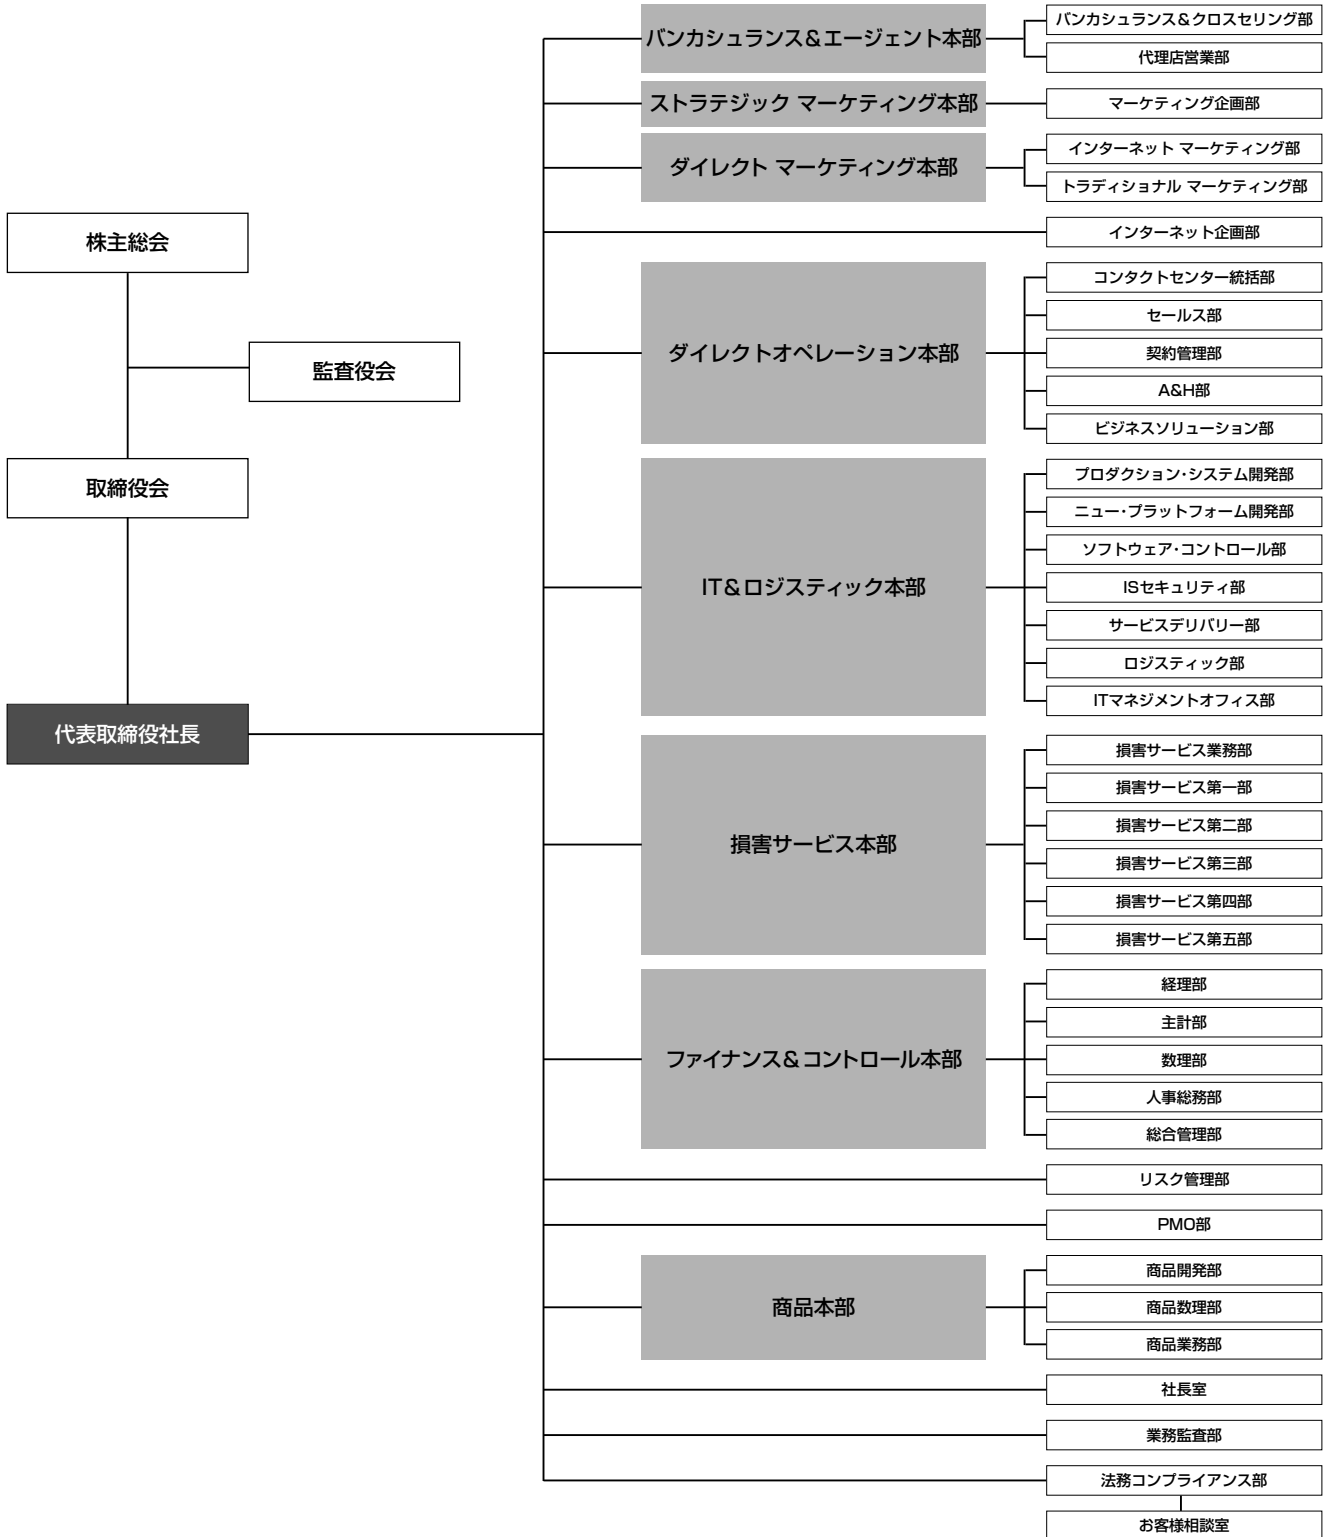 株主総会
監査役会
取締役会
代表取締役社長
バンカシュランス&エージェント本部
バンカシュランス&クロスセリング部
代理店営業部
ストラテジック マーケティング本部
マーケティング企画部
ダイレクト マーケティング本部
インターネット マーケティング部
トラディショナル マーケティング部
インターネット企画部
ダイレクトオペレーション本部
コンタクトセンター統括部
セールス部
契約管理部
A&H部
ビジネスソリューション部
IT&ロジスティック本部
プロダクション・システム開発部
ニュー・プラットフォーム開発部
ソフトウェア・コントロール部
ISセキュリティ部
サービスデリバリー部
ロジスティック部
ITマネジメントオフィス部
損害サービス本部
損害サービス業務部
損害サービス第一部
損害サービス第二部
損害サービス第三部
損害サービス第四部
損害サービス第五部
ファイナンス&コントロール本部
経理部
主計部
数理部
人事総務部
総合管理部
リスク管理部
PMO部
商品本部
商品開発部
商品数理部
商品業務部
社長室
業務監査部
法務コンプライアンス部
お客様相談室